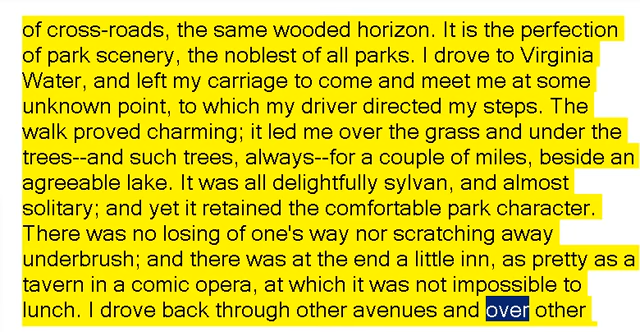 of cross-roads, the same wooded horizon. It is the perfection
of park scenery, the noblest of all parks. I drove to Virginia
Water, and left my carriage to come and meet me at some
unknown point, to which my driver directed my steps. The
walk proved charming; it led me over the grass and under the
trees--and such trees, always--for a couple of miles, beside an
agreeable lake. It was all delightfully sylvan, and almost
solitary; and yet it retained the comfortable park character.
There was no losing of one's way nor scratching away
underbrush; and there was at the end a little inn, as pretty as a
tavern in a comic opera, at which it was not impossible to
lunch. I drove back through other avenues and over other